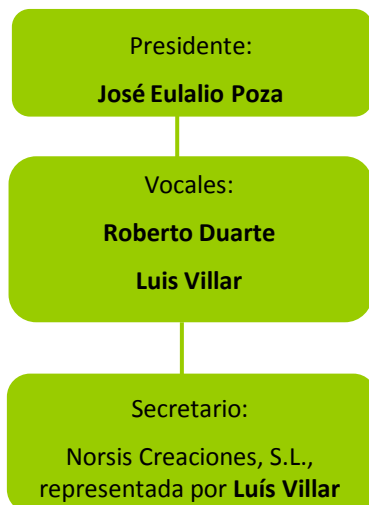 Presidente:
José Eulalio Poza
Vocales:
Roberto Duarte
Luis Villar
Secretario:
Norsis Creaciones, S.L.,
representada por Luís Villar